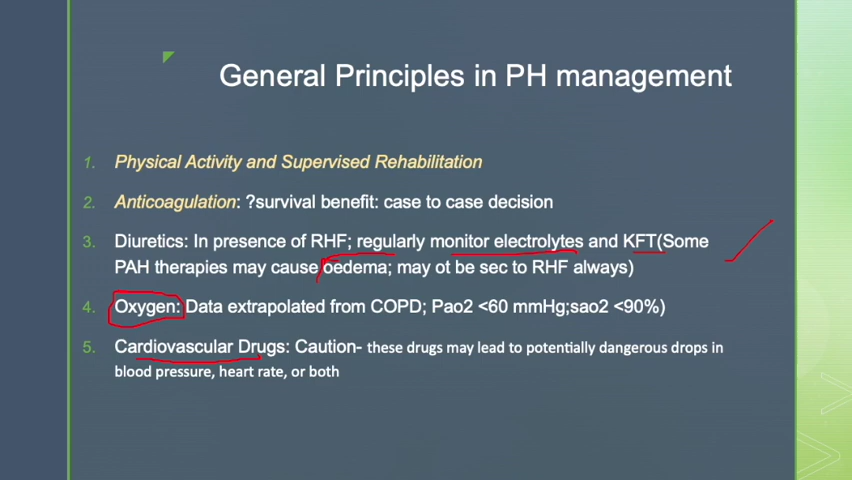 General Principles in PH management
1. Physical Activity and Supervised Rehabilitation
2. Anticoagulation: ?survival benefit: case to case decision
3. Diuretics: In presence of RHF; regularly monitor electrolytes and KFT(Some
PAH therapies may cause oedema; may ot be sec to RHF always)
4. Oxygen: Data extrapolated from COPD; Pao2 <60 mmHg;sao2 <90%)
5. Cardiovascular Drugs: Caution- these drugs may lead to potentially dangerous drops in
blood pressure, heart rate, or both